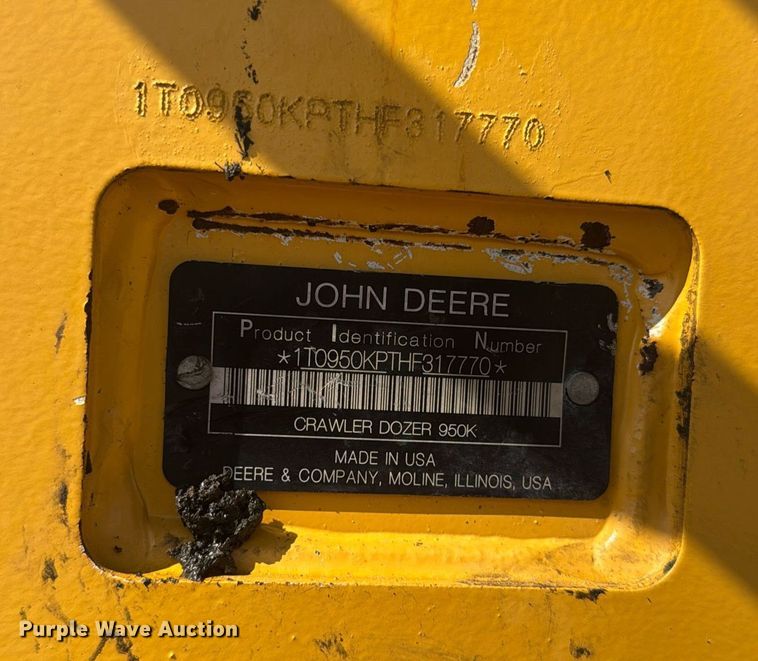 1T0950KPTHF317770
JOHN DEERE
Product Identification Number
*1T0950KPTHF317770*
CRAWLER DOZER 950K
MADE IN USA
DEERE & COMPANY, MOLINE, ILLINOIS, USA
Purple Wave Auction